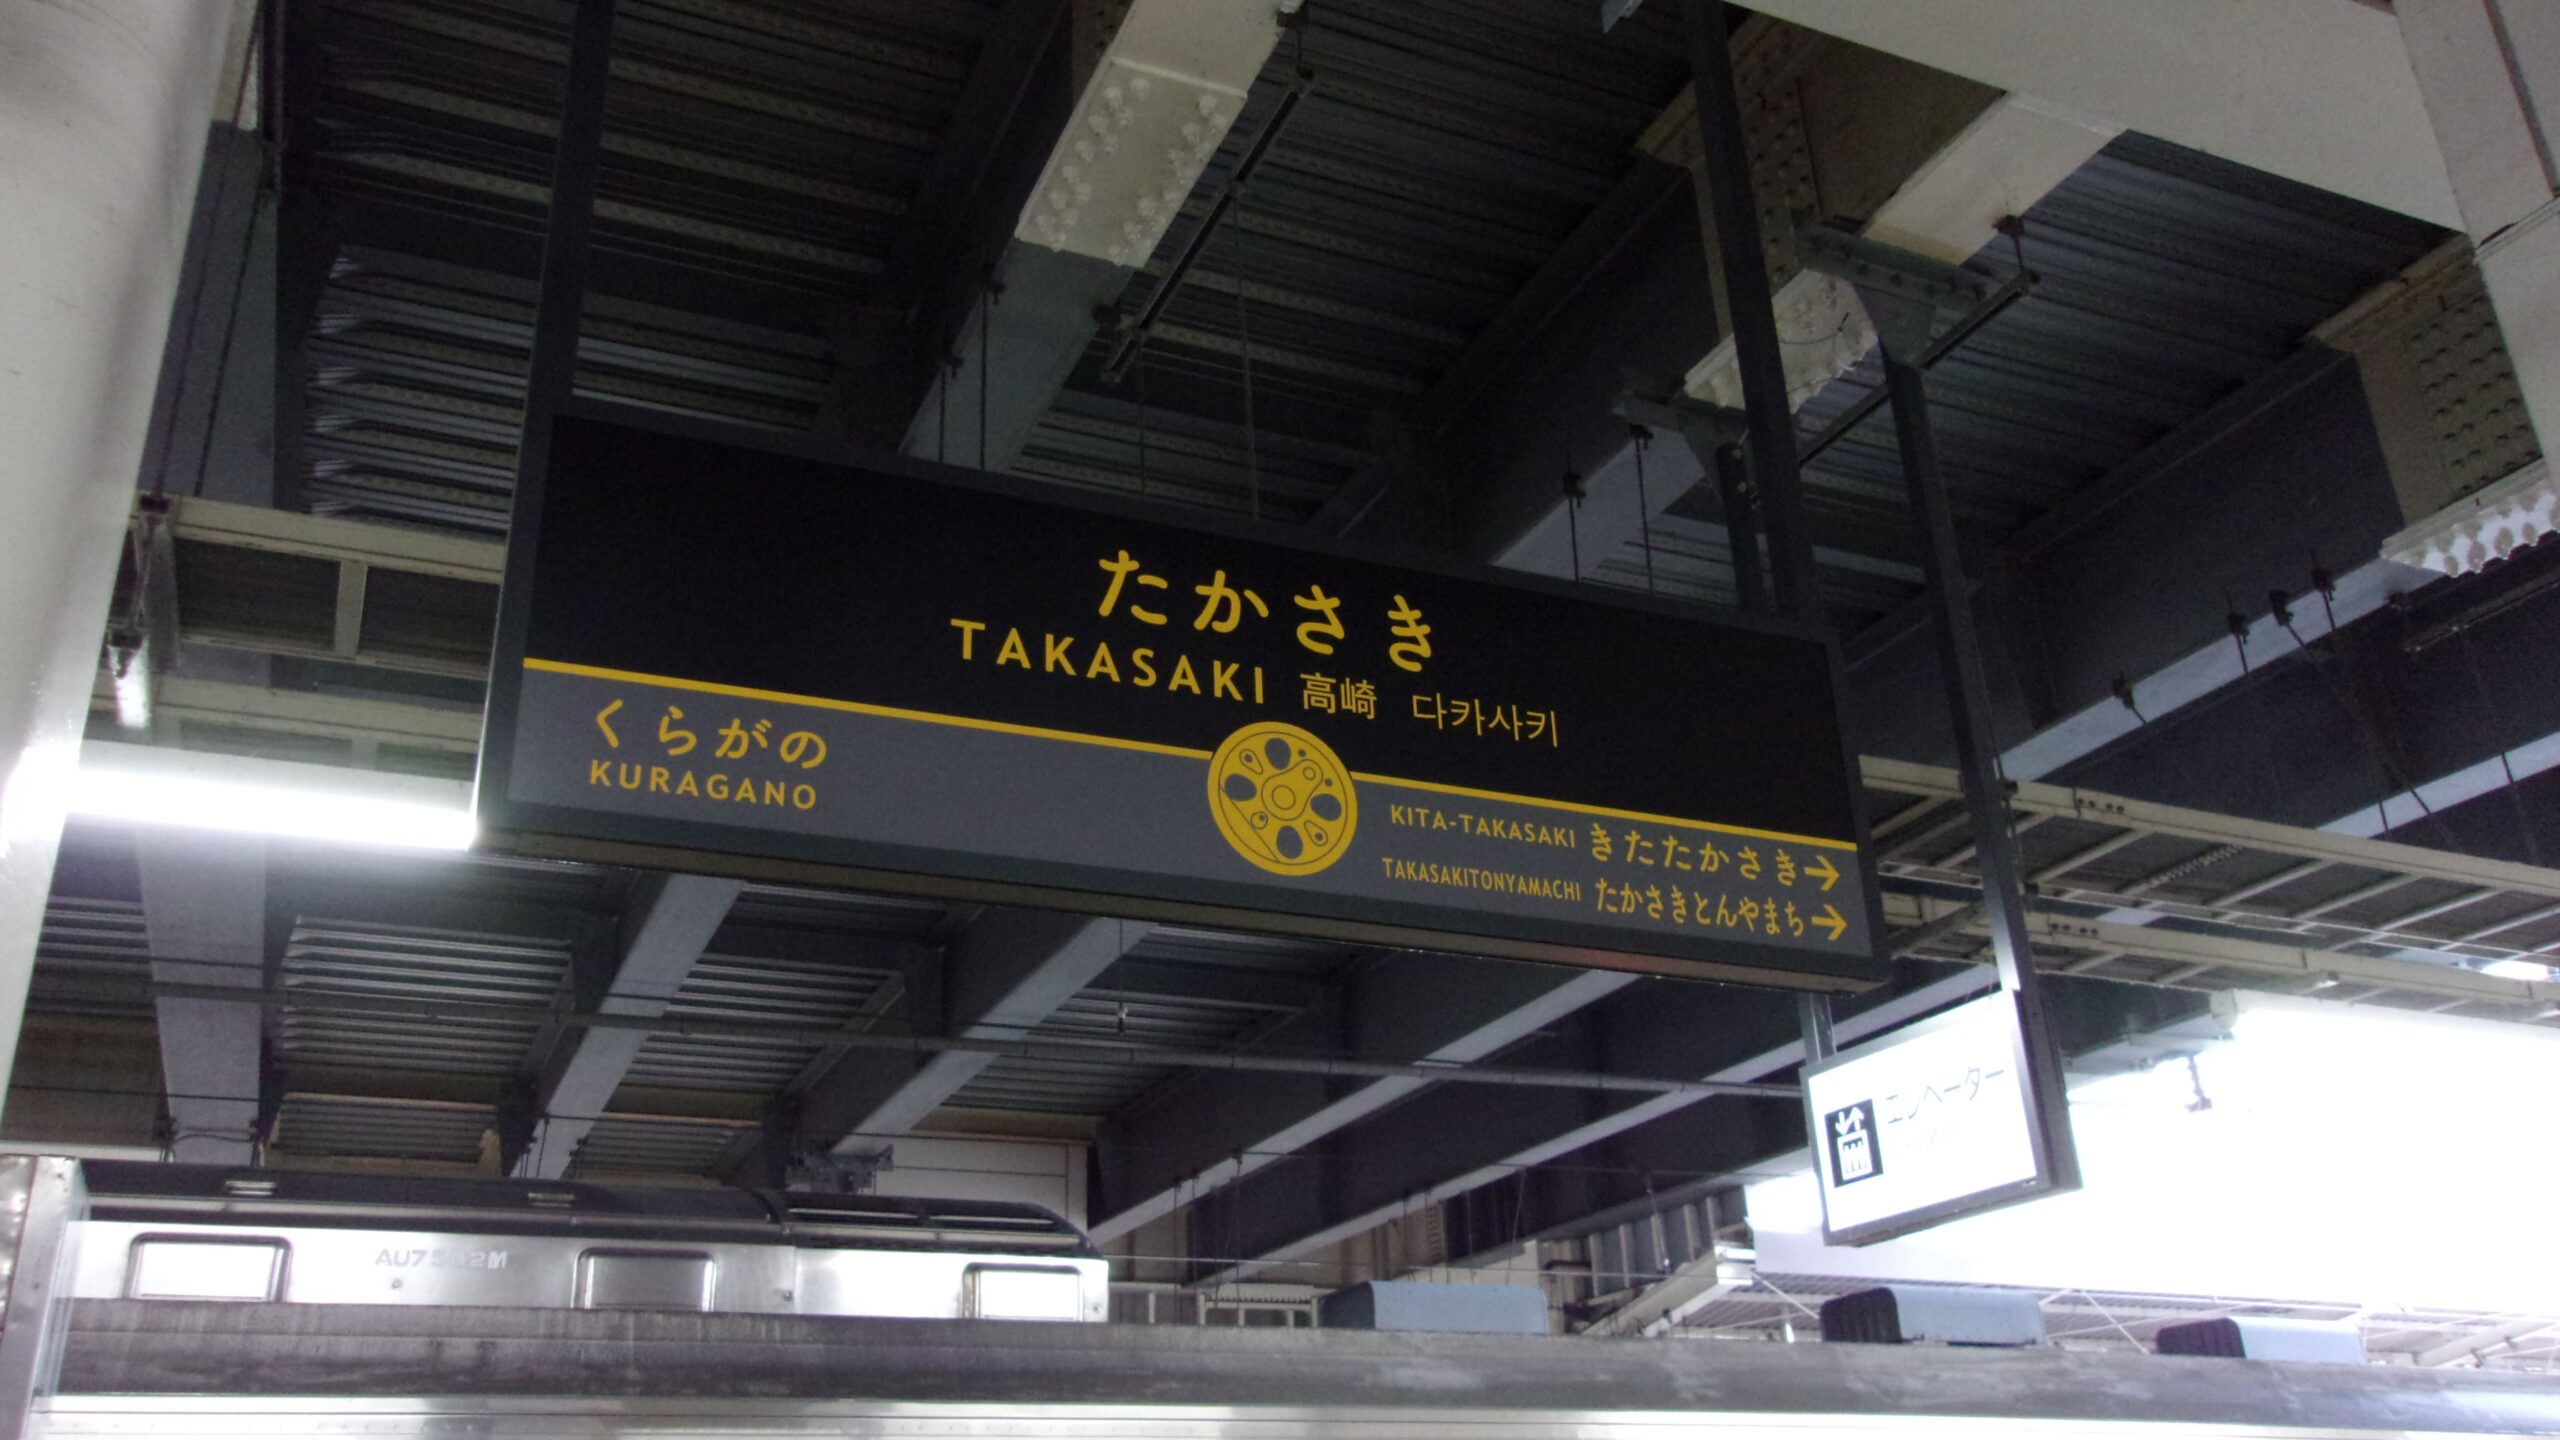 たかさき
TAKASAKI 高崎 다카사키
くらがの
KURAGANO
KITA-TAKASAKI きたたかさき→
TAKASAKITONYAMACHI たかさきとんやまち→
エレベーター